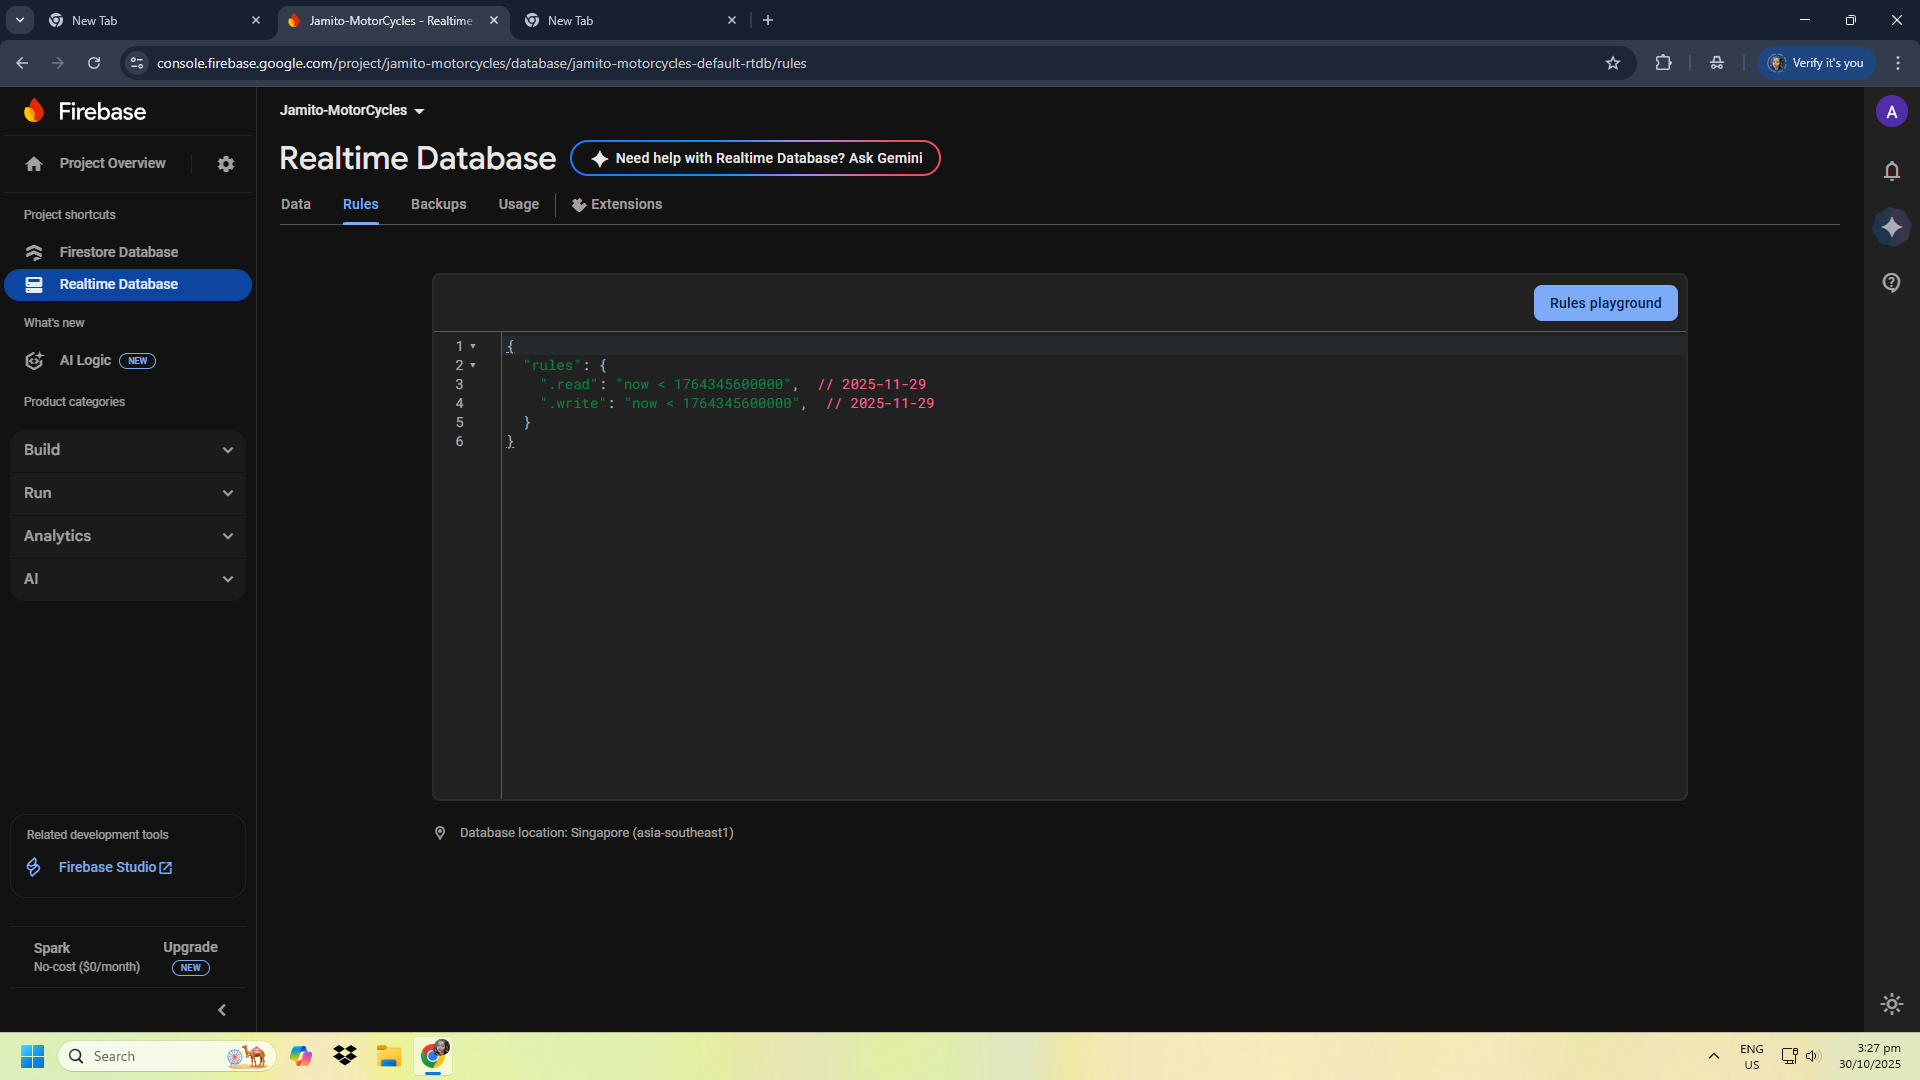 New Tab
Jamito-MotorCycles - Realtime
New Tab
console.firebase.google.com/project/jamito-motorcycles/database/jamito-motorcycles-default-rtdb/rules
Verify it's you
Firebase
Project Overview
Project shortcuts
Firestore Database
Realtime Database
What's new
AI Logic NEW
Product categories
Build
Run
Analytics
AI
Related development tools
Firebase Studio
Spark
No-cost ($0/month)
Upgrade
NEW
Jamito-MotorCycles
Realtime Database
Need help with Realtime Database? Ask Gemini
Data Rules Backups Usage Extensions
Rules playground
1 {
2 "rules": {
3 ".read": "now < 1764345600000", // 2025-11-29
4 ".write": "now < 1764345600000", // 2025-11-29
5 }
6 }
Database location: Singapore (asia-southeast1)
A
Search
ENG
US
3:27 pm
30/10/2025